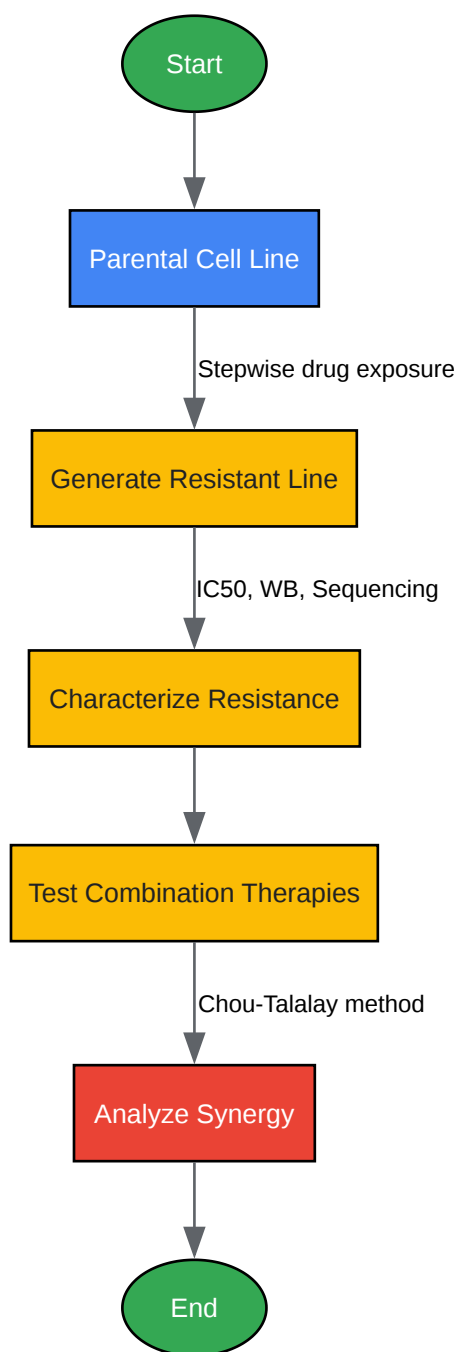 Start
Parental Cell Line
Stepwise drug exposure
Generate Resistant Line
IC50, WB, Sequencing
Characterize Resistance
Test Combination Therapies
Chou-Talalay method
Analyze Synergy
End